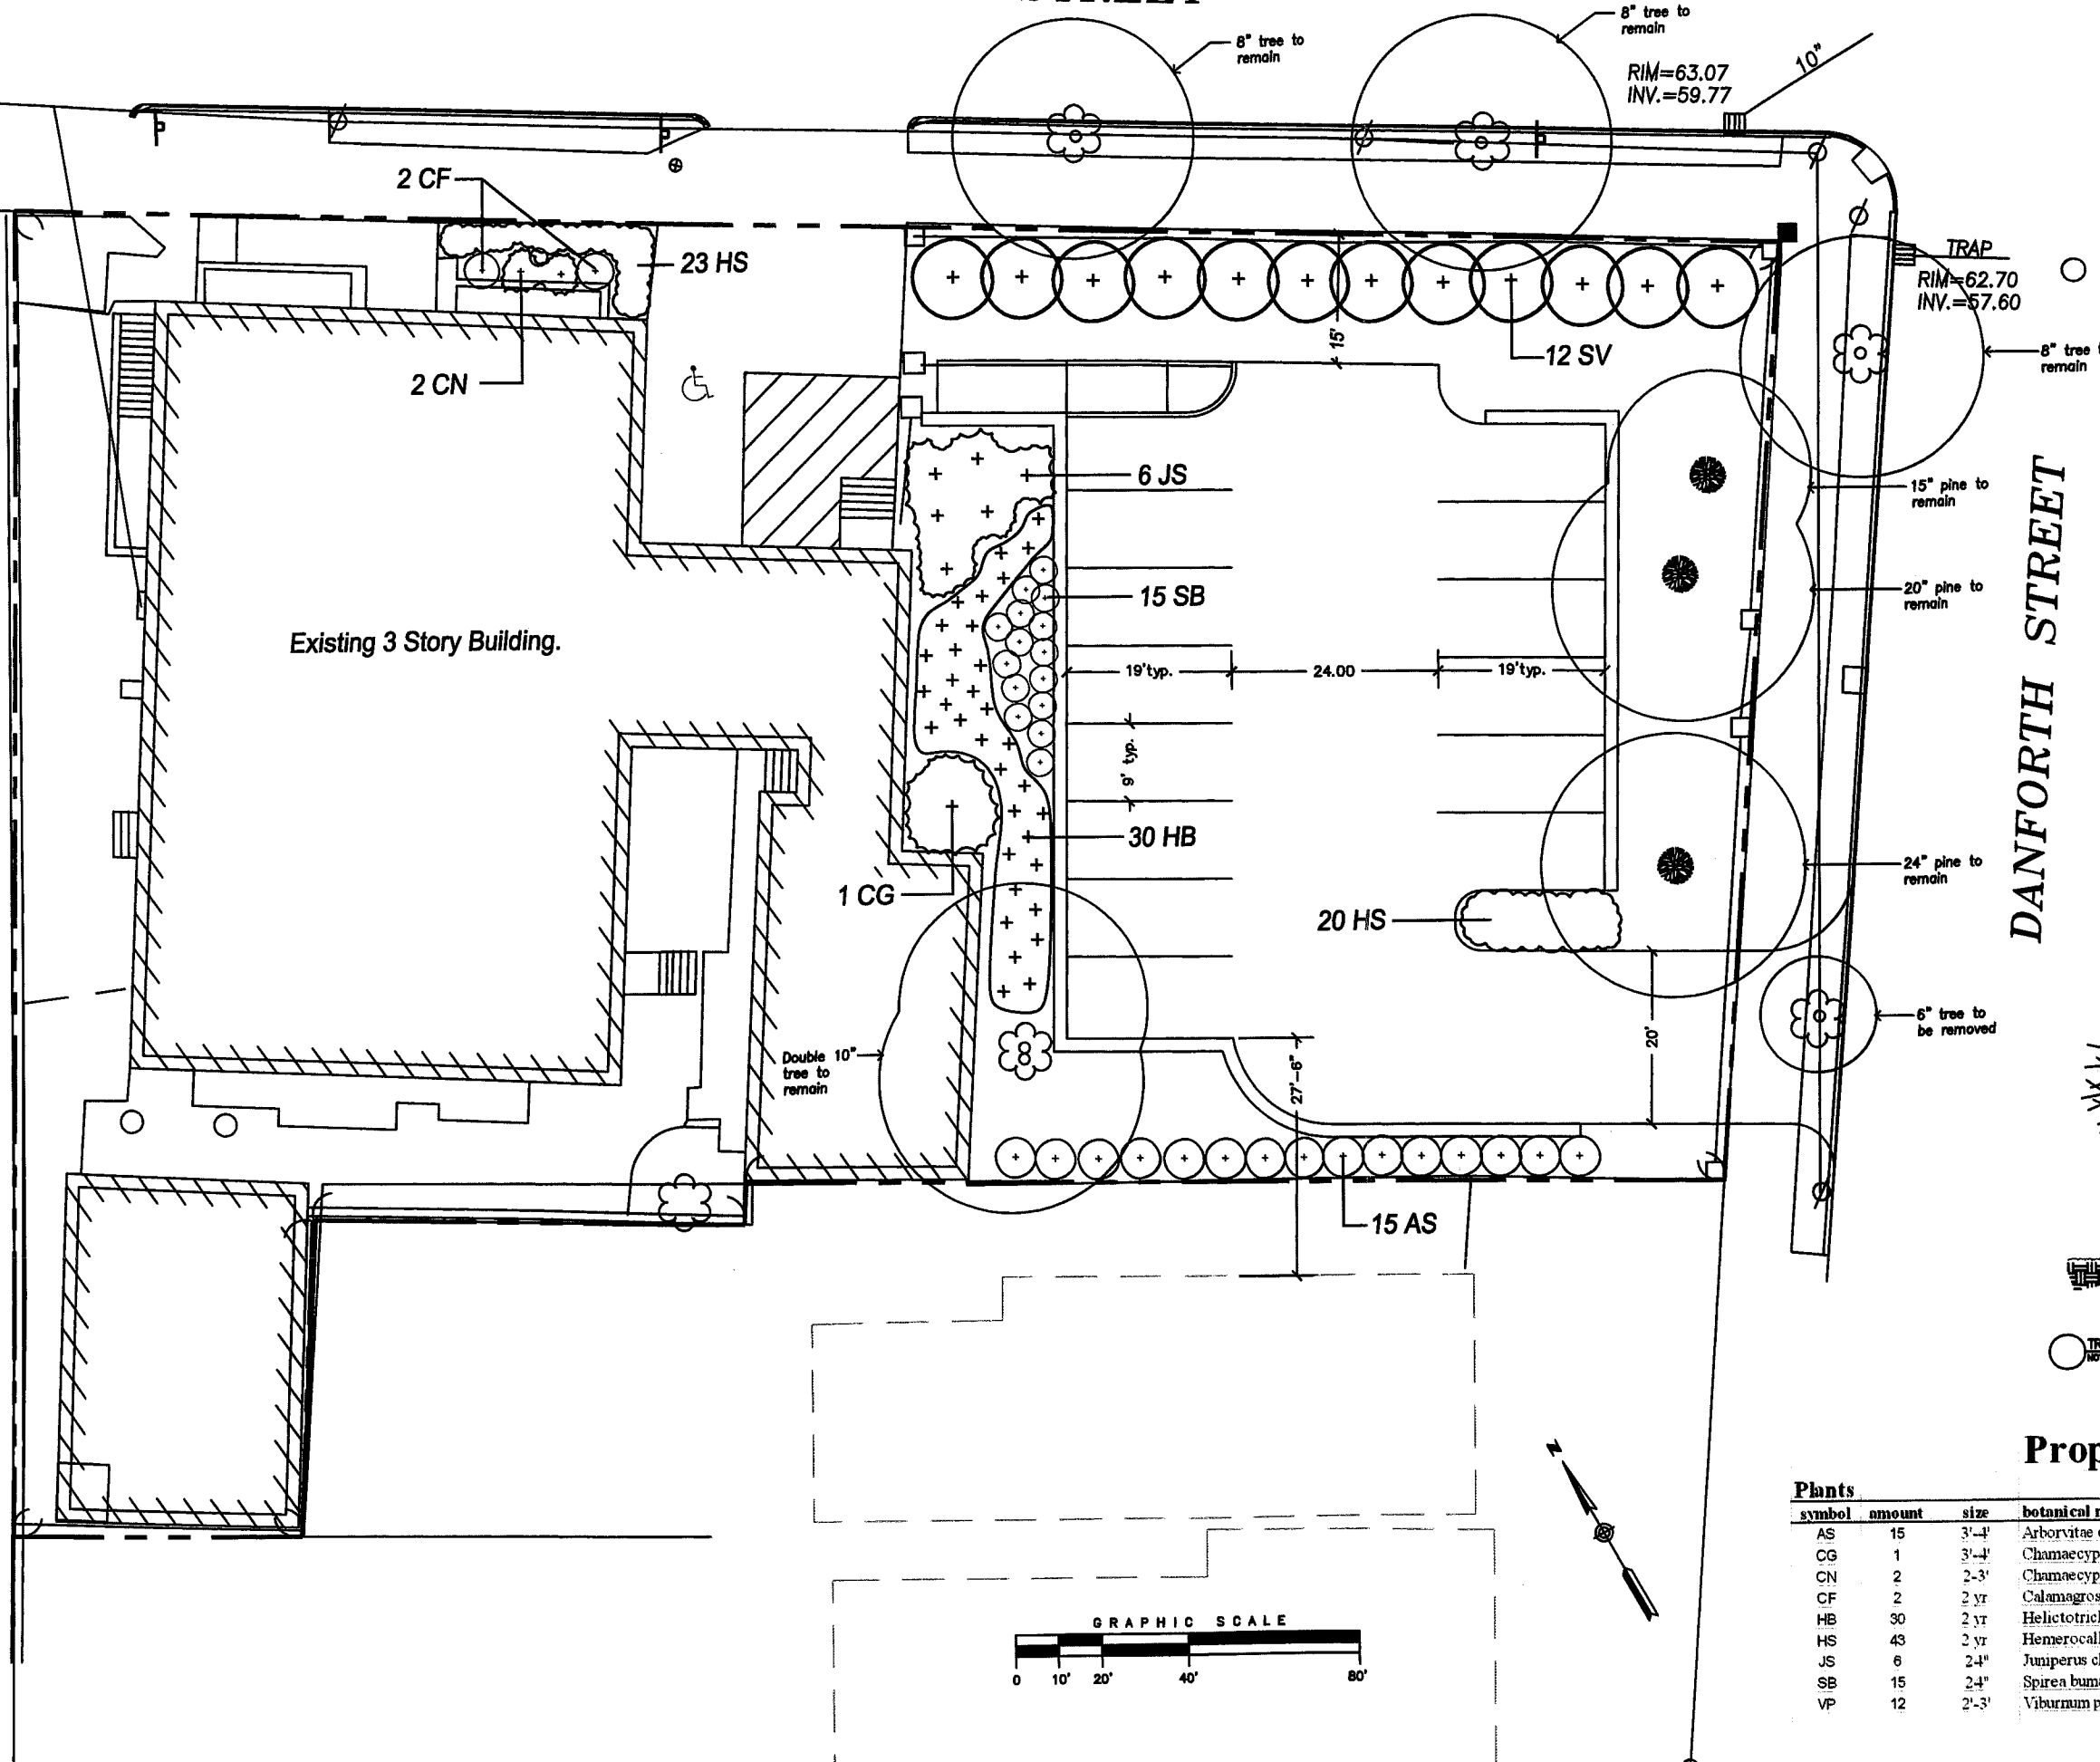 8" tree to
remain
8" tree to
remain
RIM=63.07
INV.=59.77
10"
2 CF
23 HS
2 CN
TRAP
RIM=62.70
INV.=57.60
8" tree
remain
15'
12 SV
6 JS
15" pine to
remain
15 SB
20" pine to
remain
DANFORTH STREET
Existing 3 Story Building.
19'typ.
24.00
19'typ.
9' typ.
30 HB
1 CG
24" pine to
remain
20 HS
6" tree to
be removed
Double 10"
tree to
remain
20'
27'-6"
15 AS
N
GRAPHIC SCALE
0 10' 20' 40' 80'
Prop
Plants
symbol amount size botanical
AS 15 3'-4' Arborvitae
CG 1 3'-4' Chamaecyp
CN 2 2-3' Chamaecyp
CF 2 2 yr Calamagros
HB 30 2 yr Helictotric
HS 43 2 yr Hemerocal
JS 6 24" Juniperus c
SB 15 24" Spirea bum
VP 12 2'-3' Viburnum p